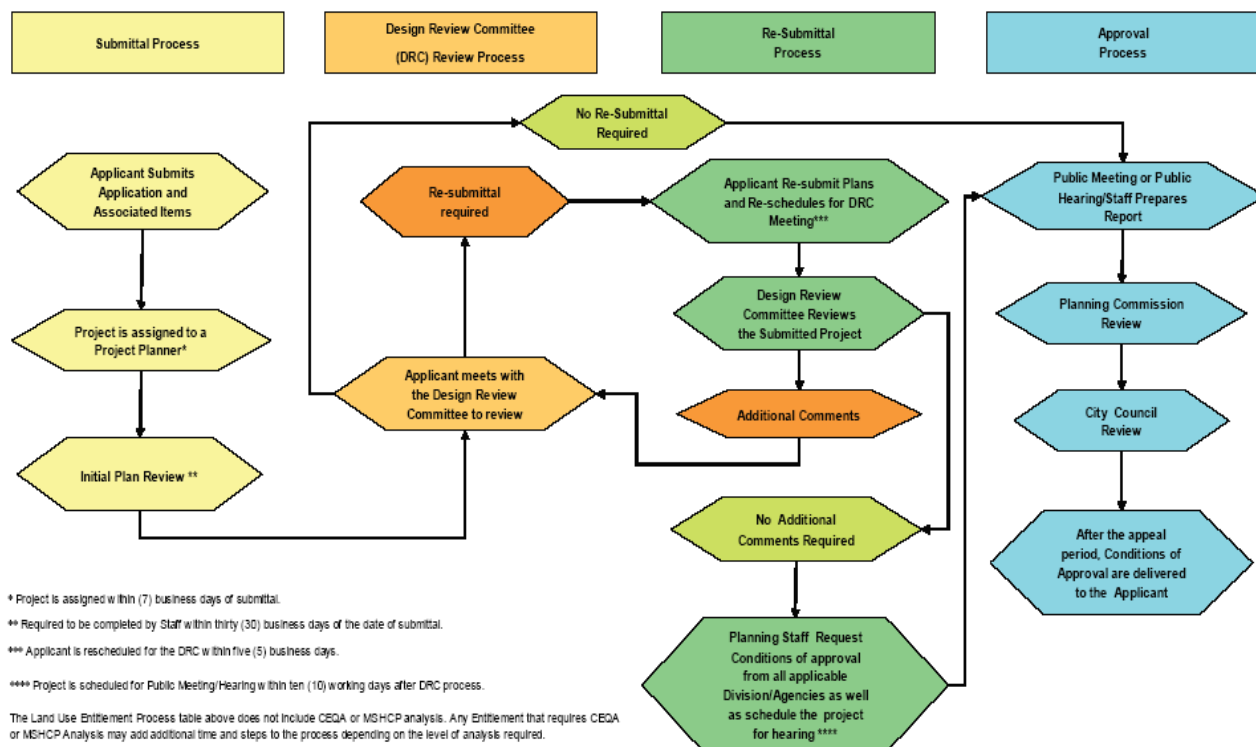 Submittal Process
Design Review Committee
(DRC) Review Process
Re-Submittal
Process
Approval
Process
No Re-Submittal
Required
Applicant Submits
Application and
Associated Items
Re-submittal
required
Applicant Re-submit Plans
and Re-schedules for DRC
Meeting***
Public Meeting or Public
Hearing/Staff Prepares
Report
Project is assigned to a
Project Planner*
Design Review
Committee Reviews
the Submitted Project
Planning Commission
Review
Applicant meets with
the Design Review
Committee to review
Additional Comments
City Council
Review
Initial Plan Review **
No Additional
Comments Required
After the appeal
period, Conditions of
Approval are delivered
to the Applicant
Planning Staff Request
Conditions of approval
from all applicable
Division/Agencies as well
as schedule the project
for hearing ****
* Project is assigned within (7) business days of submittal.
** Required to be completed by Staff within thirty (30) business days of the date of submittal.
*** Applicant is rescheduled for the DRC within five (5) business days.
**** Project is scheduled for Public Meeting/Hearing within ten (10) working days after DRC process.
The Land Use Entitlement Process table above does not include CEQA or MSHCP analysis. Any Entitlement that requires CEQA
or MSHCP Analysis may add additional time and steps to the process depending on the level of analysis required.